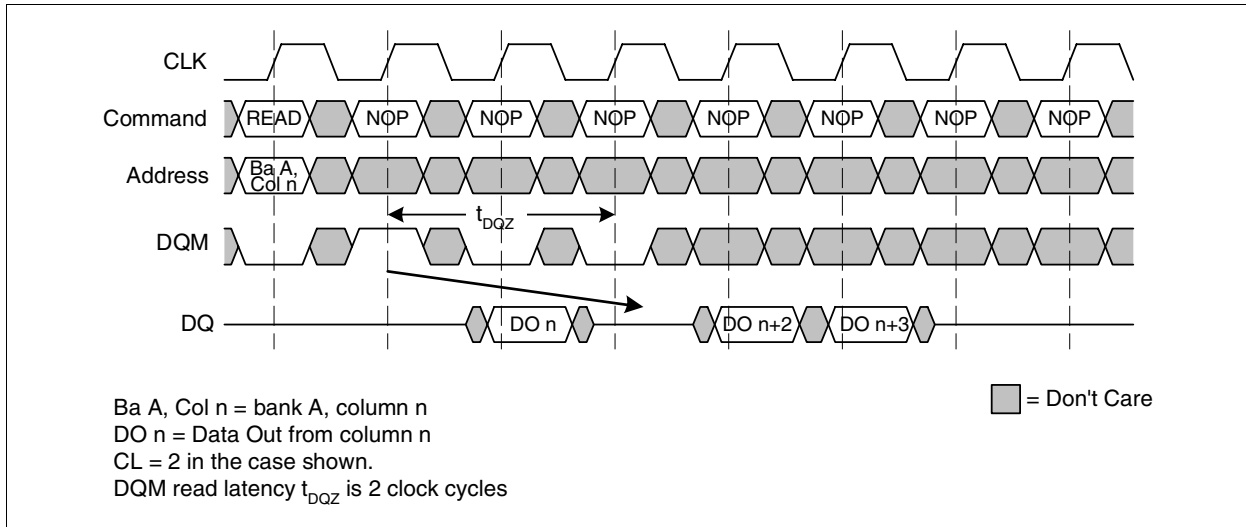 CLK
Command READ NOP NOP NOP NOP NOP NOP NOP
Address Ba A,
Col n
t_DQZ
DQM
DQ DO n DO n+2 DO n+3
Ba A, Col n = bank A, column n
DO n = Data Out from column n
CL = 2 in the case shown.
DQM read latency t_DQZ is 2 clock cycles
= Don't Care